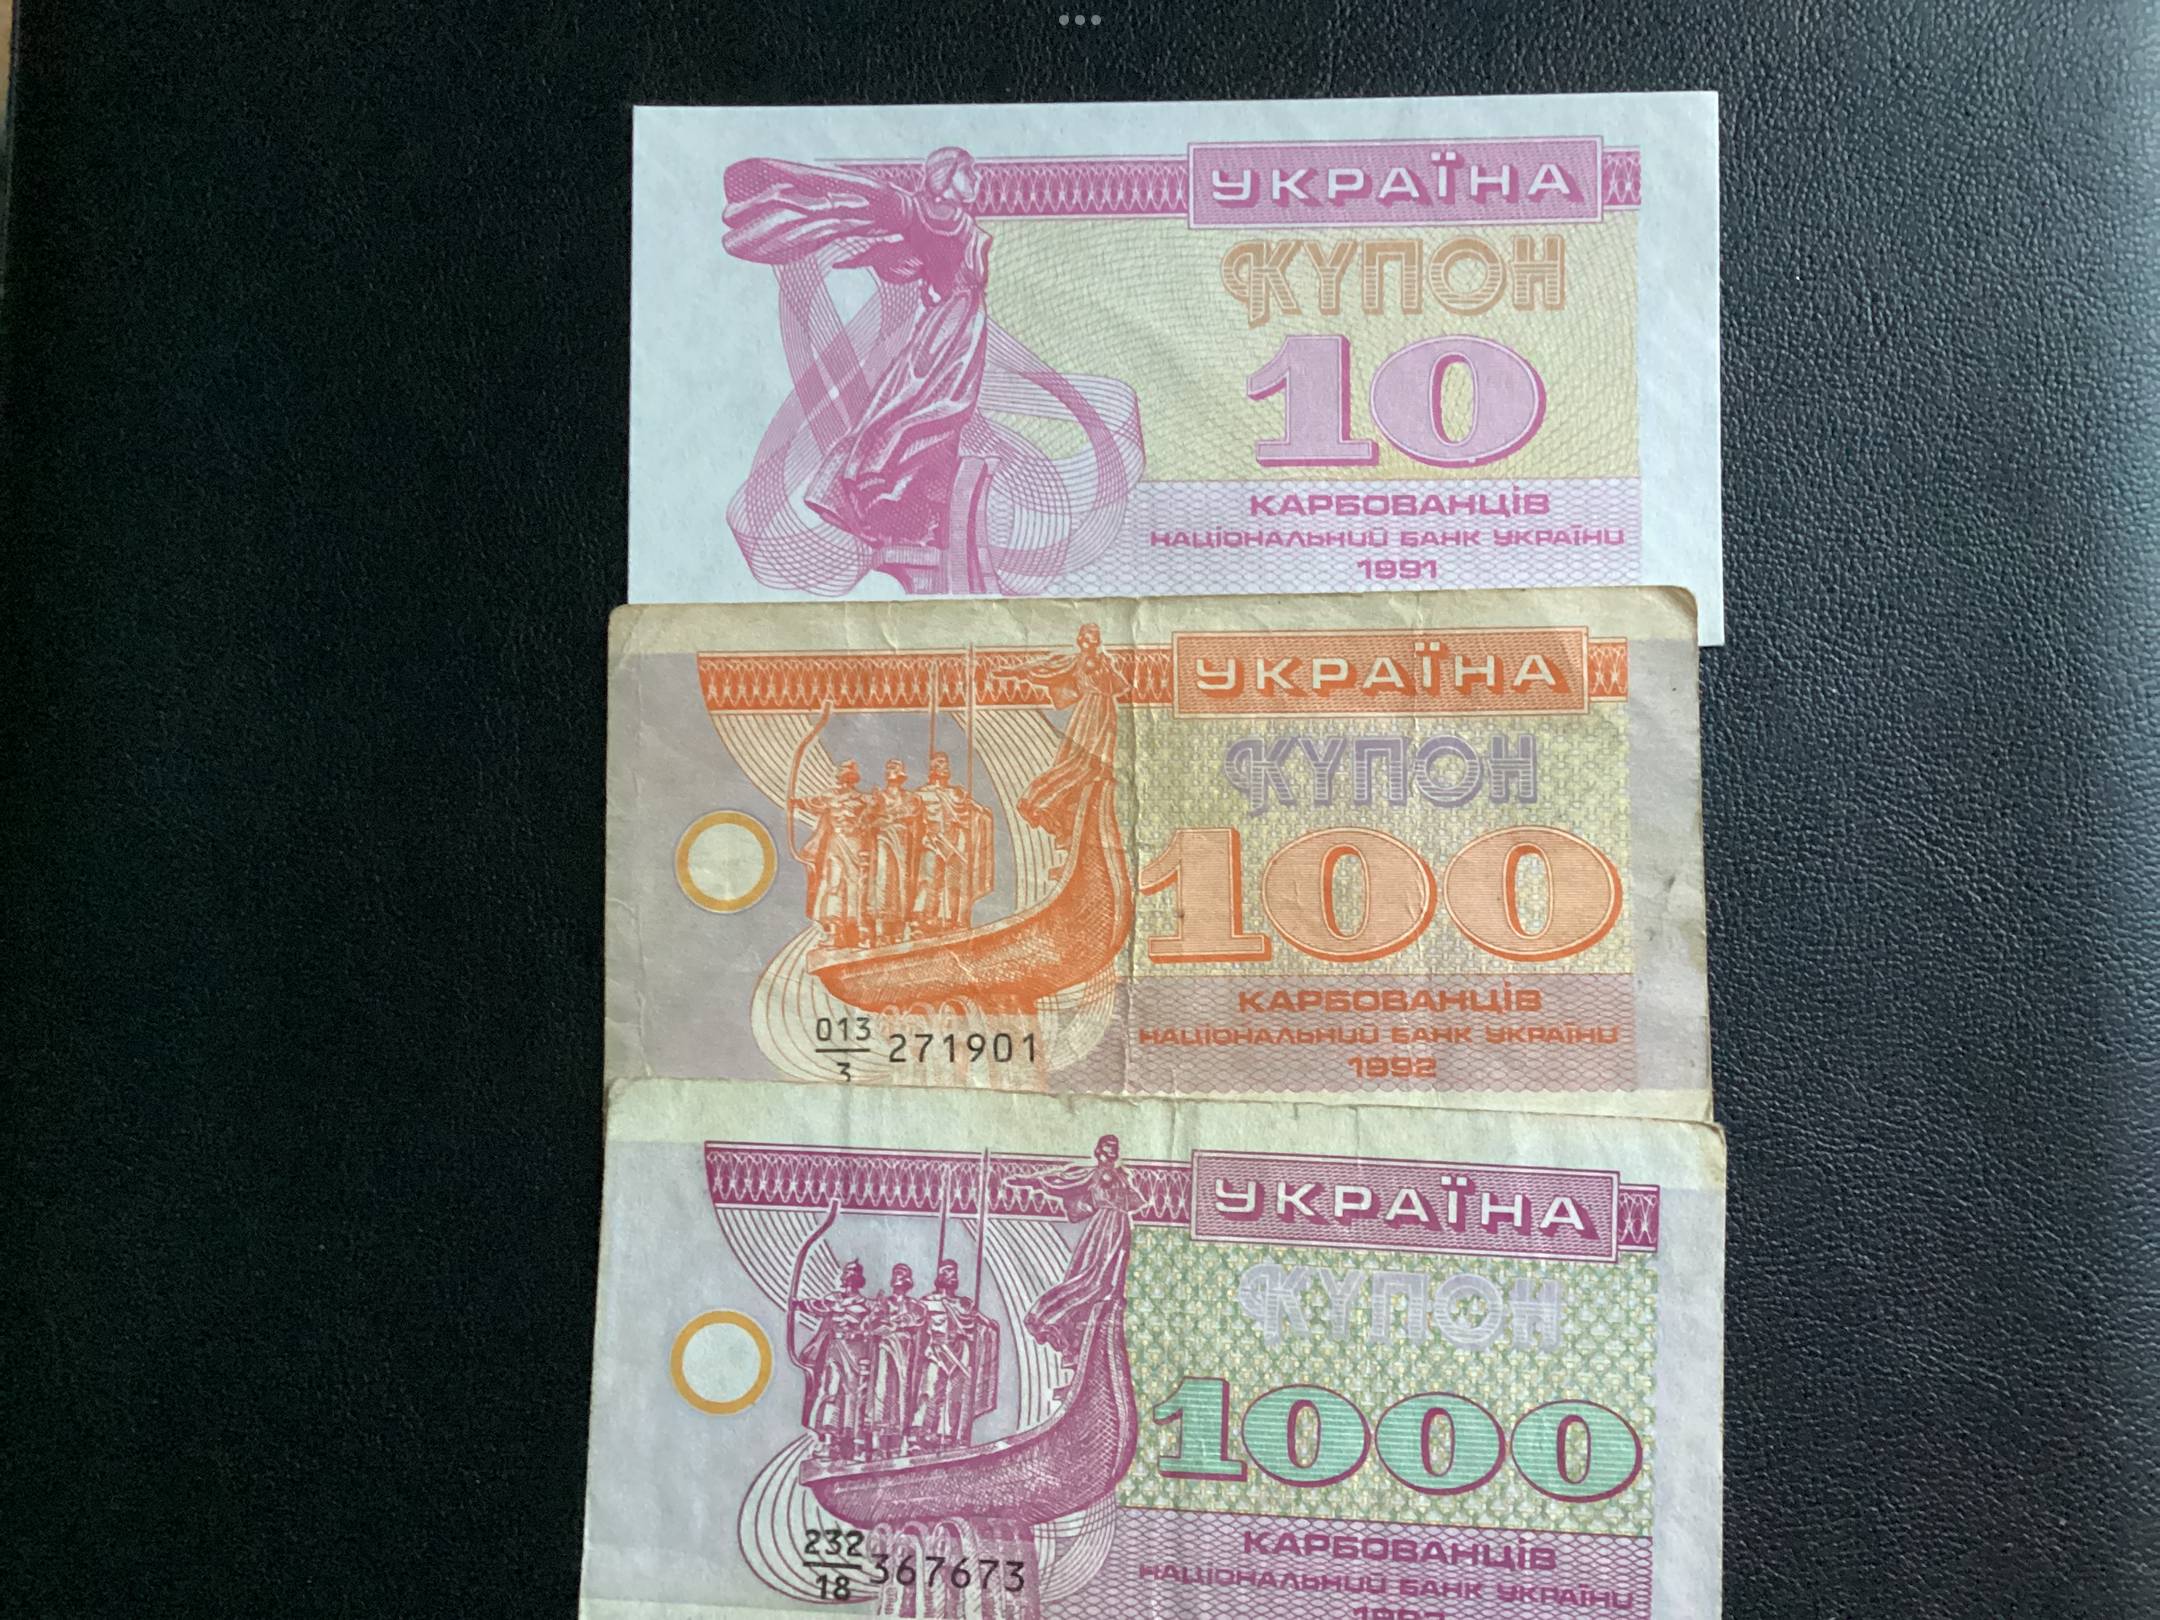 УКРАЇНА
КУПОН
10
КАРБОВАНЦІВ
НАЦІОНАЛЬНИЙ БАНК УКРАЇНИ
1991
УКРАЇНА
КУПОН
100
КАРБОВАНЦІВ
НАЦІОНАЛЬНИЙ БАНК УКРАЇНИ
1992
013
3
271901
УКРАЇНА
КУПОН
1000
КАРБОВАНЦІВ
НАЦІОНАЛЬНИЙ БАНК УКРАЇНИ
232
18
367673